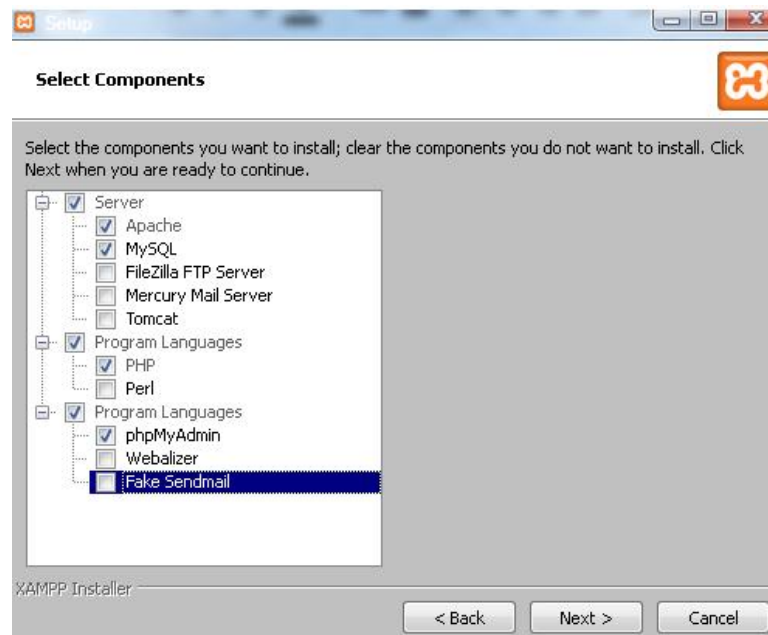 Setup
Select Components
Select the components you want to install; clear the components you do not want to install. Click
Next when you are ready to continue.
Server
Apache
MySQL
FileZilla FTP Server
Mercury Mail Server
Tomcat
Program Languages
PHP
Perl
Program Languages
phpMyAdmin
Webalizer
Fake Sendmail
XAMPP Installer
< Back
Next >
Cancel